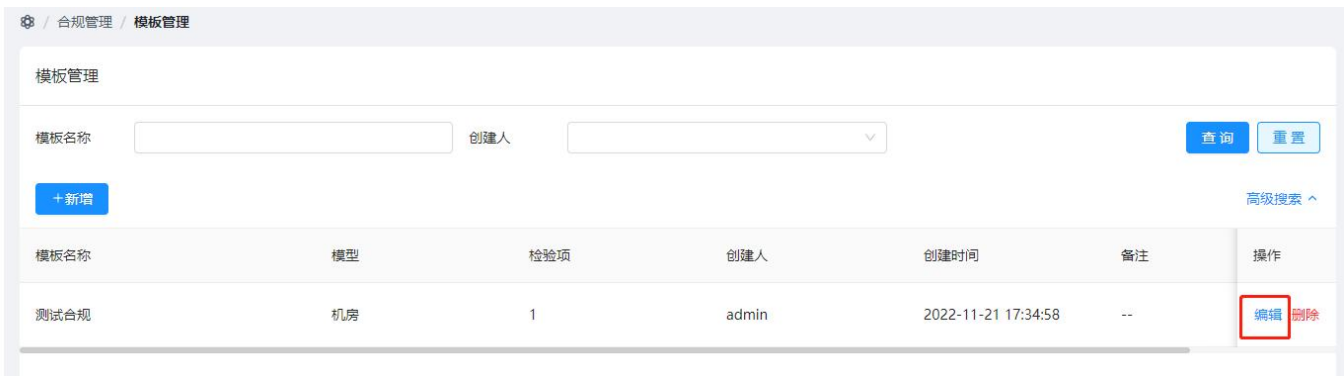 / 合规管理 / 模板管理
模板管理
模板名称 创建人 查询 重置
+新增 高级搜索
模板名称 模型 检验项 创建人 创建时间 备注 操作
测试合规 机房 1 admin 2022-11-21 17:34:58 -- 编辑 删除